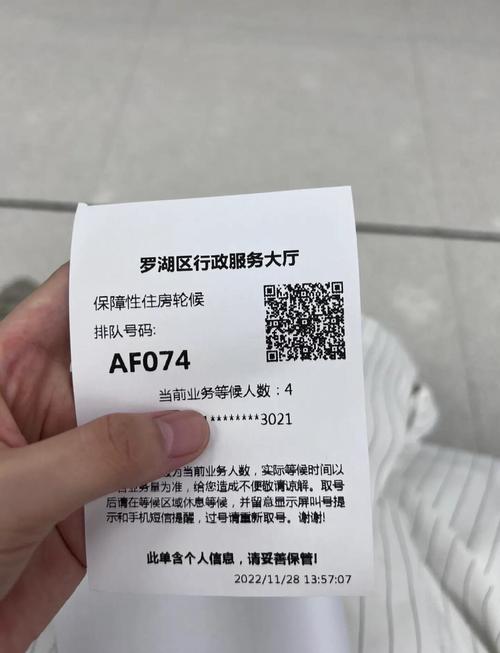 罗湖区行政服务大厅
保障性住房轮候
排队号码:
AF074
当前业务等候人数：4
1********3021
为当前业务人数，实际等候时间以
业务量为准，给您造成不便敬请谅解。取号
后请在等候区域休息等候，并留意显示屏叫号提
示和手机短信提醒，过号请重新取号。谢谢!
此单含个人信息，请妥善保管!
2022/11/28 13:57:07